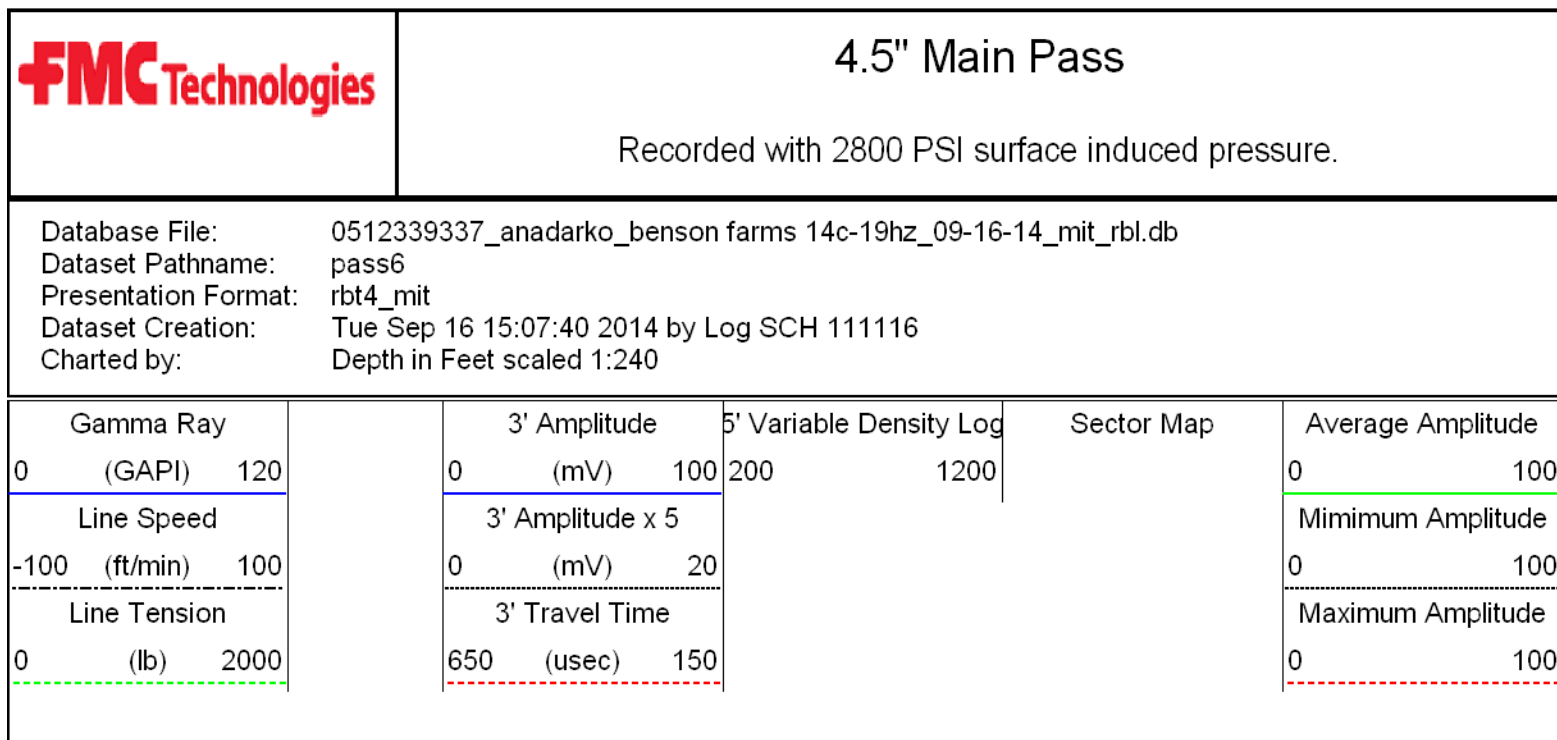 FMC Technologies
4.5" Main Pass
Recorded with 2800 PSI surface induced pressure.
Database File: 0512339337_anadarko_benson farms 14c-19hz_09-16-14_mit_rbl.db
Dataset Pathname: pass6
Presentation Format: rbt4_mit
Dataset Creation: Tue Sep 16 15:07:40 2014 by Log SCH 111116
Charted by: Depth in Feet scaled 1:240
Gamma Ray
0 (GAPI) 120
Line Speed
-100 (ft/min) 100
Line Tension
0 (lb) 2000
3' Amplitude
0 (mV) 100
3' Amplitude x 5
0 (mV) 20
3' Travel Time
650 (usec) 150
5' Variable Density Log
200 1200
Sector Map
Average Amplitude
0 100
Mimimum Amplitude
0 100
Maximum Amplitude
0 100